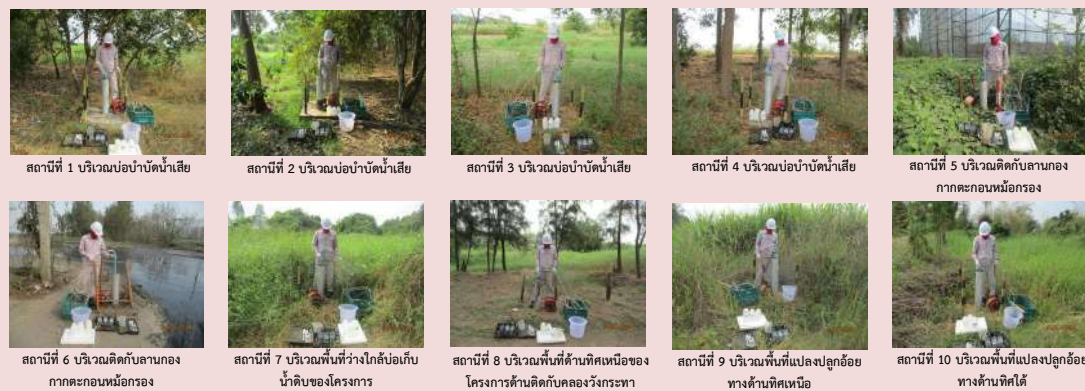 สถานีที่ 1 บริเวณบ่อบำบัดน้ำเสีย
สถานีที่ 2 บริเวณบ่อบำบัดน้ำเสีย
สถานีที่ 3 บริเวณบ่อบำบัดน้ำเสีย
สถานีที่ 4 บริเวณบ่อบำบัดน้ำเสีย
สถานีที่ 5 บริเวณติดกับลานกอง
กากตะกอนหม้อกรอง
สถานีที่ 6 บริเวณติดกับลานกอง
กากตะกอนหม้อกรอง
สถานีที่ 7 บริเวณพื้นที่ว่างใกล้บ่อเก็บ
น้ำดิบของโครงการ
สถานีที่ 8 บริเวณพื้นที่ด้านทิศเหนือของ
โครงการด้านติดกับคลองวังกระทา
สถานีที่ 9 บริเวณพื้นที่แปลงปลูกอ้อย
ทางด้านทิศเหนือ
สถานีที่ 10 บริเวณพื้นที่แปลงปลูกอ้อย
ทางด้านทิศใต้